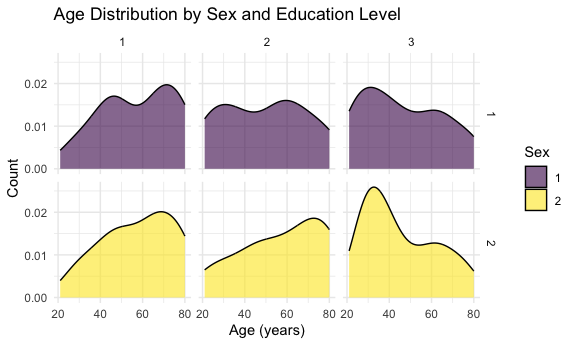 Age Distribution by Sex and Education Level
1 2 3
0.02
0.01
0.00
1
0.02
0.01
0.00
2
20 40 60 80 20 40 60 80 20 40 60 80
Age (years)
Count
Sex
1
2